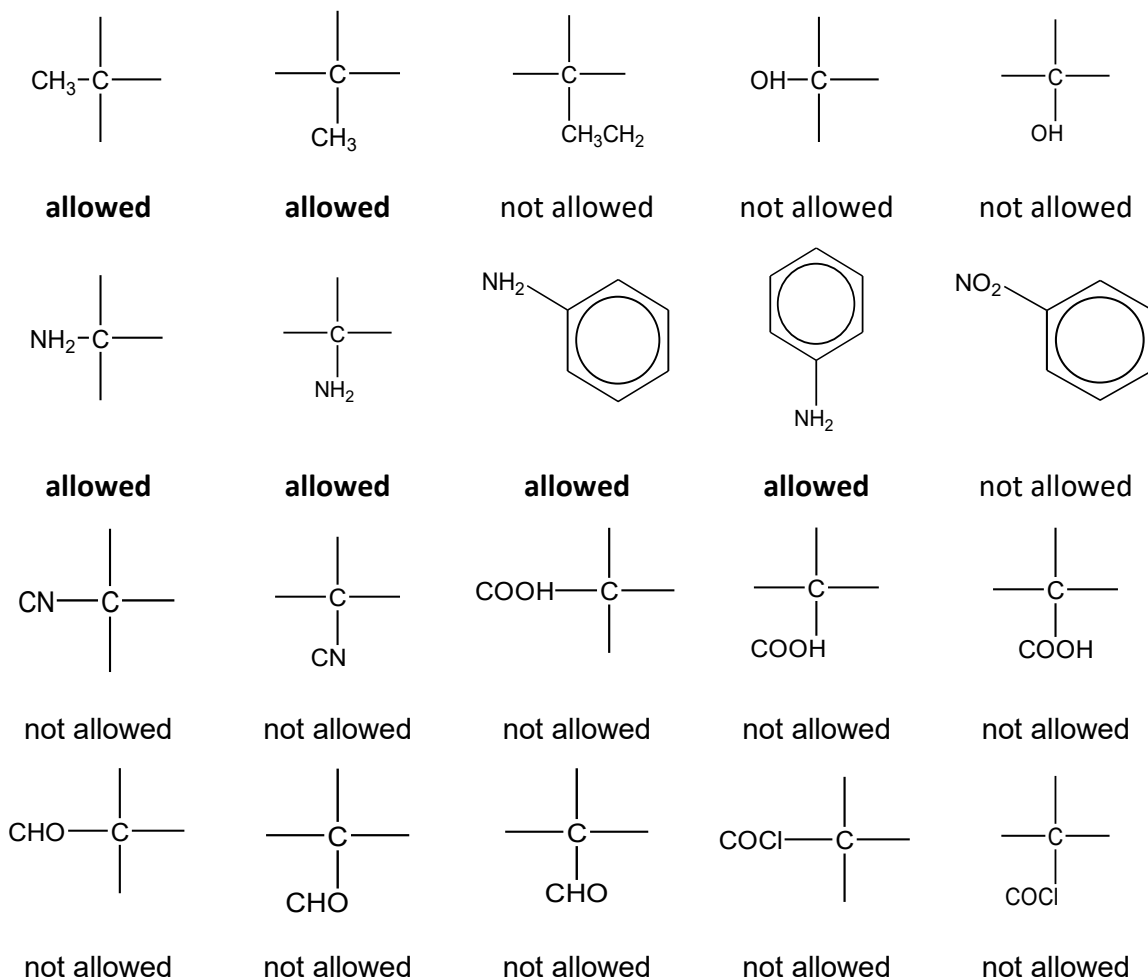 CH3 C C C OH C C
CH3 CH3CH2 OH
allowed allowed not allowed not allowed not allowed
NH2 C C NH2 NO2
NH2 NH2
allowed allowed allowed allowed not allowed
CN C C COOH C C C
CN COOH COOH
not allowed not allowed not allowed not allowed not allowed
CHO C C C COCl C C
CHO CHO COCl
not allowed not allowed not allowed not allowed not allowed